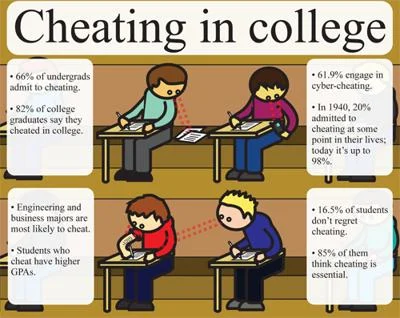 Cheating in college
• 66% of undergrads
admit to cheating.
• 82% of college
graduates say they
cheated in college.
61.9% engage in
cyber-cheating.
• In 1940, 20%
admitted to
cheating at some
point in their lives;
today it's up to
98%.
• Engineering and
business majors are
most likely to cheat.
• Students who
cheat have higher
GPAs.
• 16.5% of students
don't regret
cheating.
• 85% of them
think cheating is
essential.